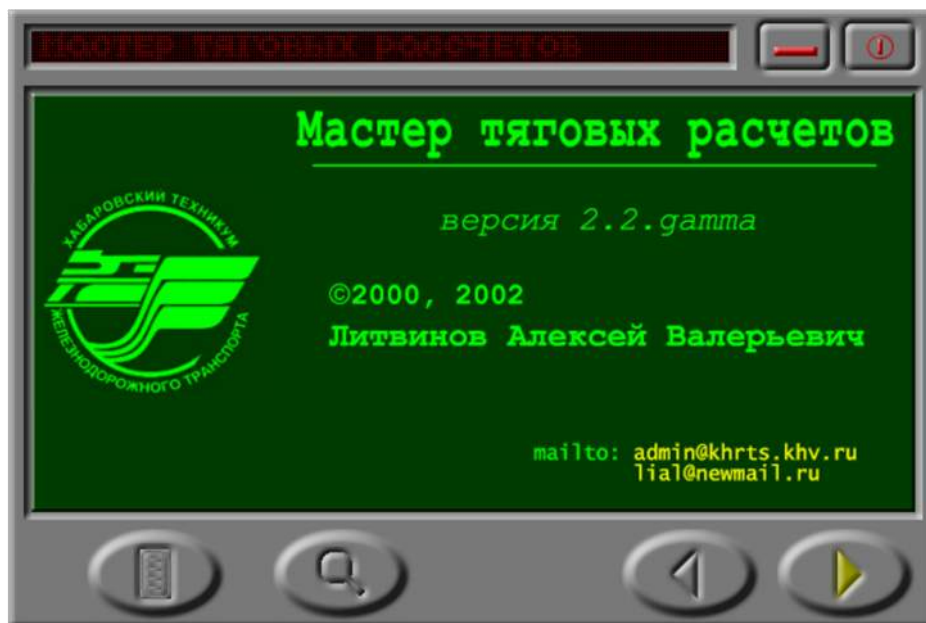 Мастер тяговых расчетов
Мастер тяговых расчетов
версия 2.2.gamma
ХАБАРОВСКИЙ ТЕХНИКУМ
ЖЕЛЕЗНОДОРОЖНОГО ТРАНСПОРТА
©2000, 2002
Литвинов Алексей Валерьевич
mailto: admin@khrts.khv.ru
lial@newmail.ru